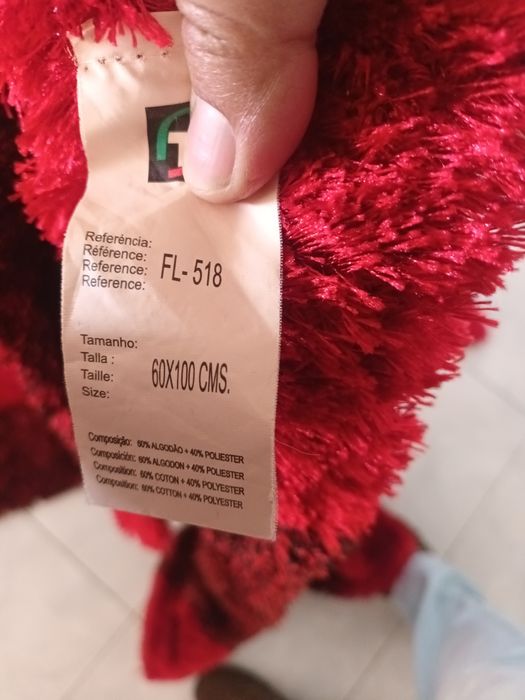 Referência:
Référence:
Reference: FL-518
Reference:
Tamanho:
Talla :
Taille: 60X100 CMS.
Size:
Composição: 60% ALGODÃO + 40% POLIESTER
Composición: 60% ALGODON + 40% POLIESTER
Composition: 60% COTON + 40% POLYESTER
Composition: 60% COTTON + 40% POLYESTER